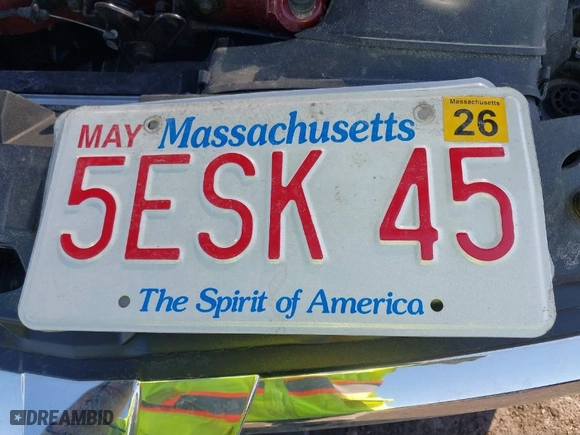 MAY Massachusetts
Massachusetts
26
5ESK 45
The Spirit of America
DREAMBID